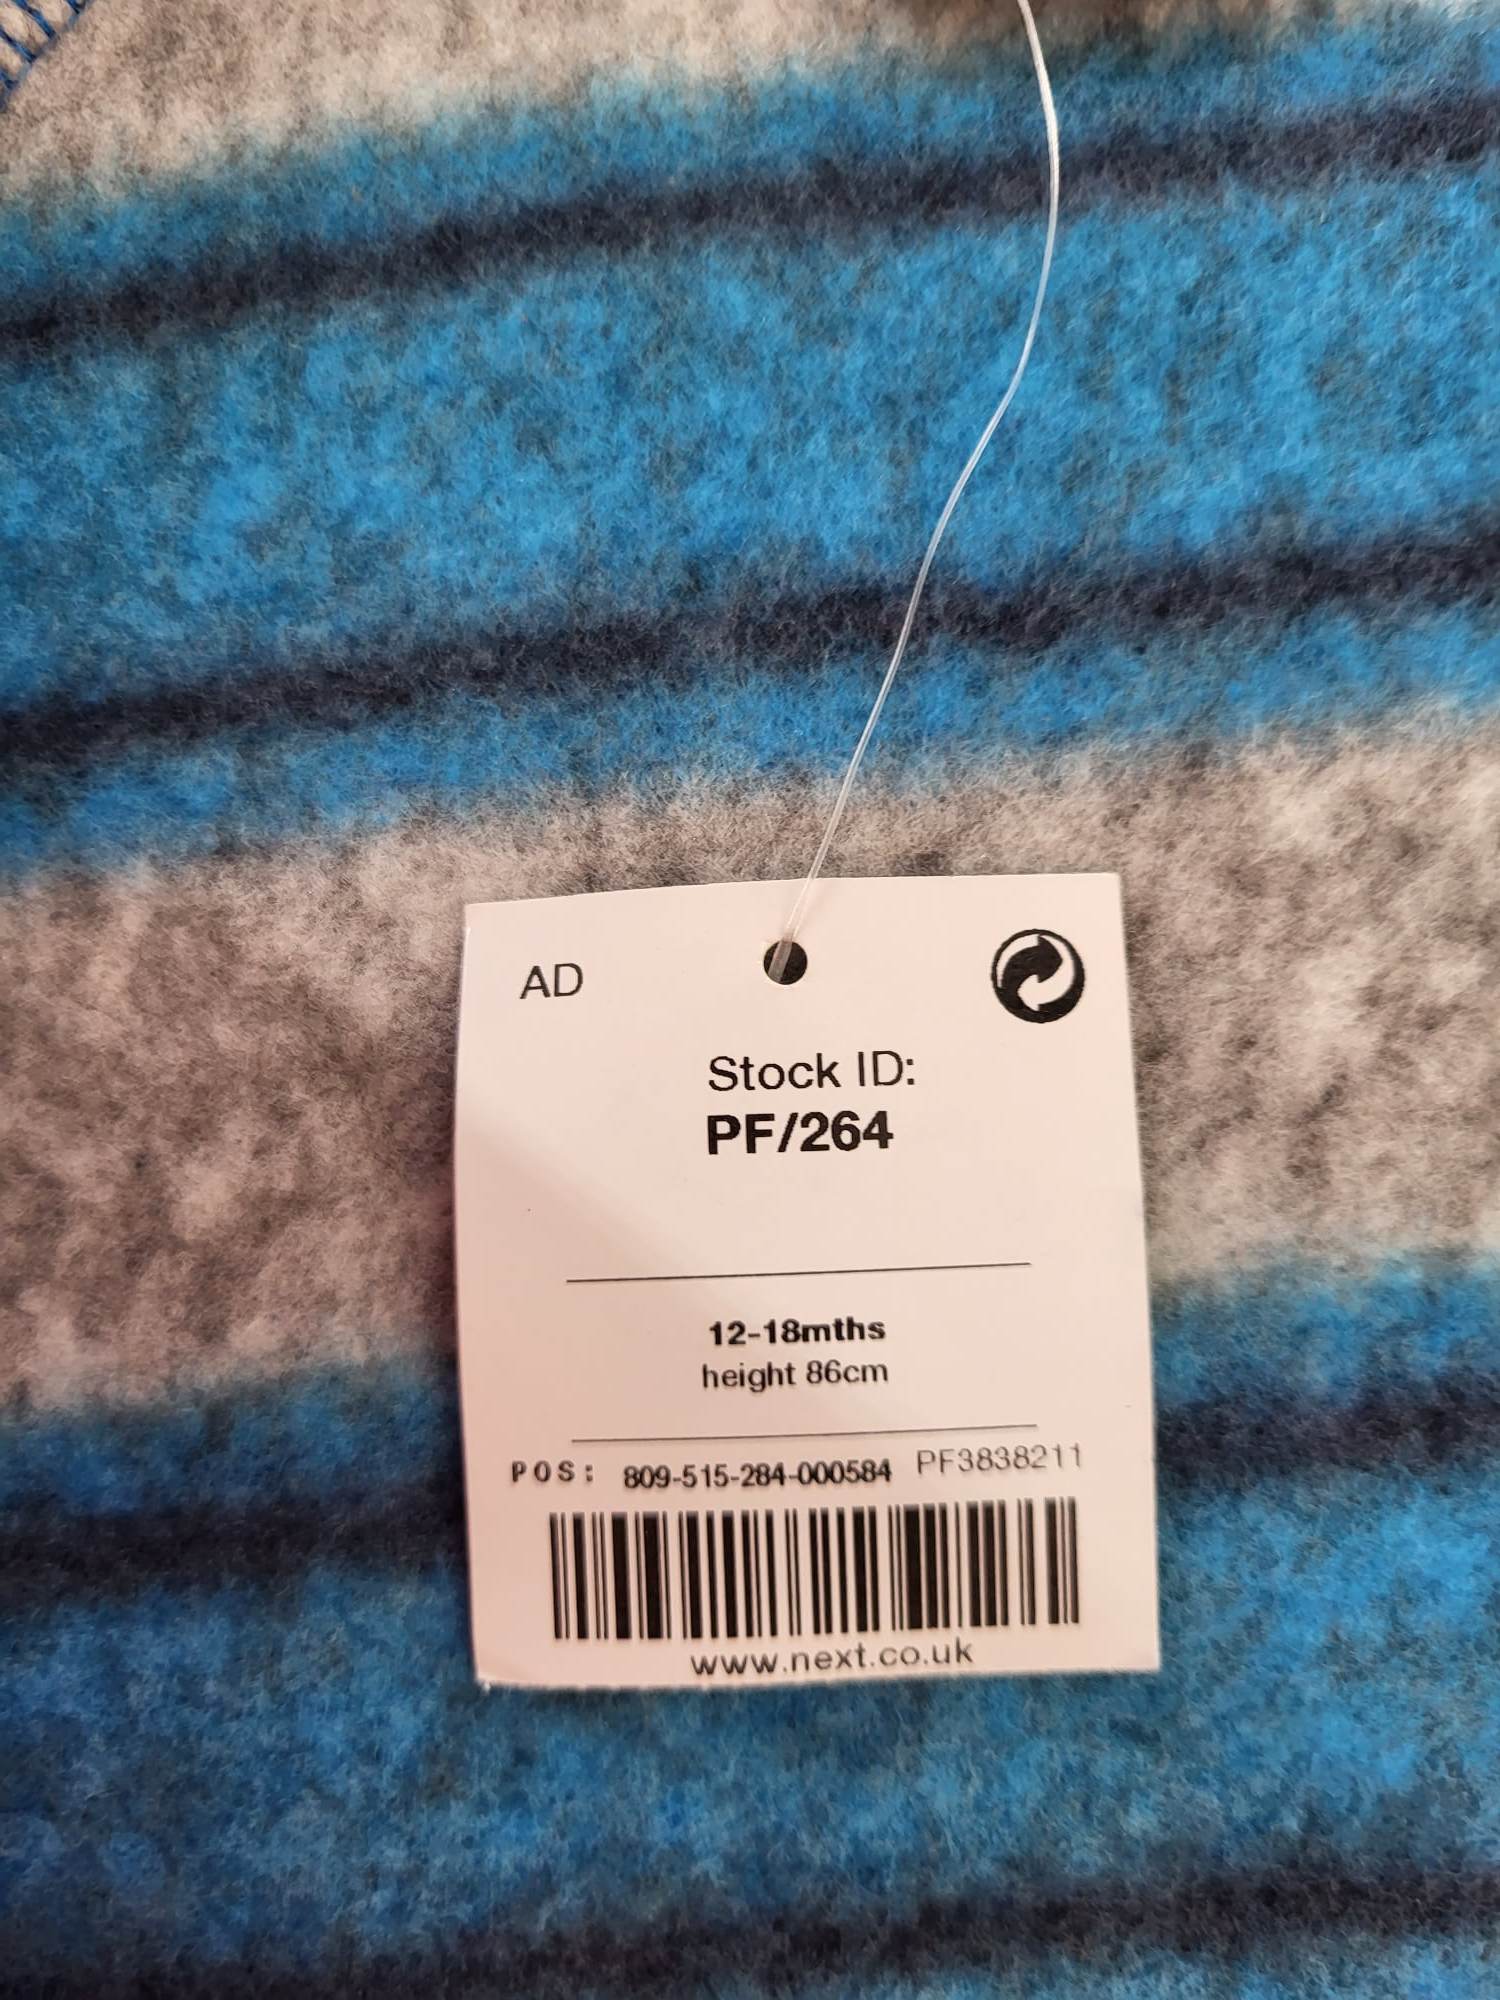 AD
Stock ID:
PF/264
12-18mths
height 86cm
POS: 809-515-284-000584 PF3838211
www.next.co.uk